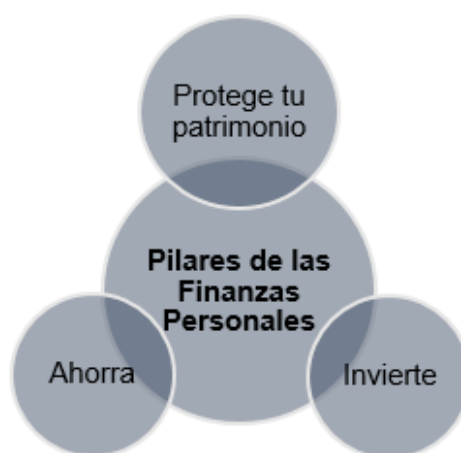 Protege tu
patrimonio
Pilares de las
Finanzas
Personales
Ahorra
Invierte